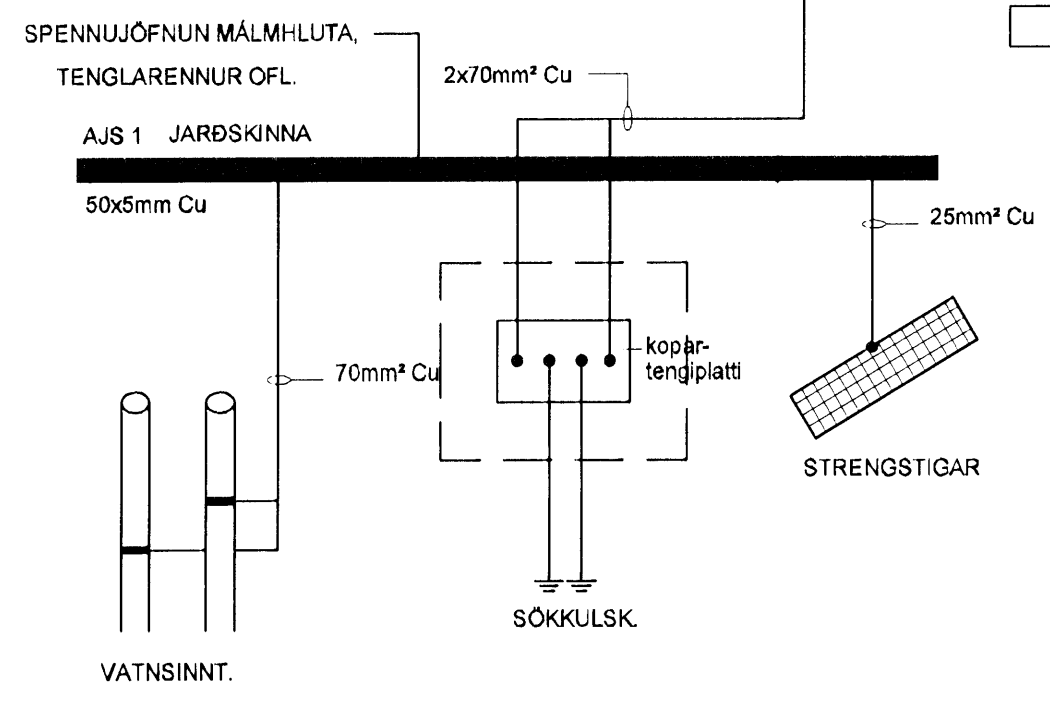 SPENNUJÖFNUN MÁLMHLUTA,
TENGLARENNUR OFL.
2x70mm² Cu
AJS 1 JARÐSKINNA
50x5mm Cu
25mm² Cu
kopar-
tengiplatti
70mm² Cu
STRENGSTIGAR
SÖKKULSK.
VATNSINNT.